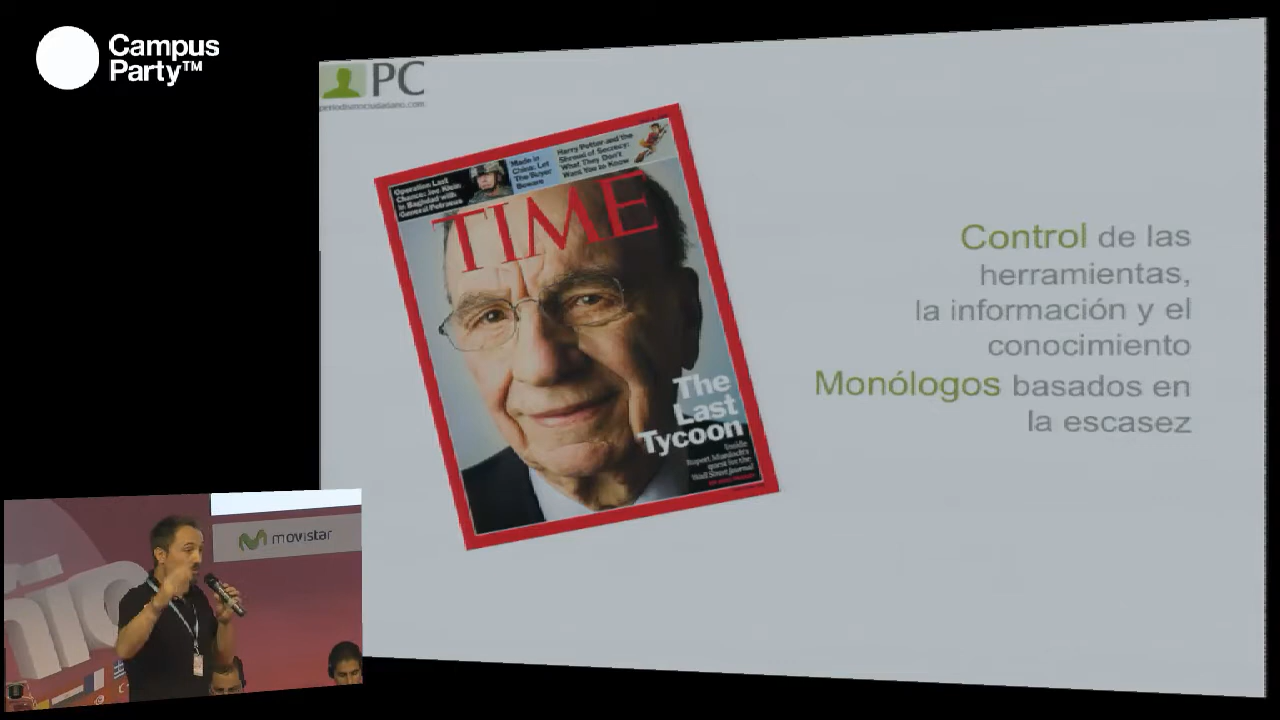 Campus
Party™
PC
periodismociudadano.com
Operation Last
Chance: Joe Klein
in Baghdad with
General Petraeus
Made in
China: Let
The Buyer
Beware
Harry Potter and the
Shroud of Secrecy:
What They Don't
Want You to Know
TIME
The
Last
Tycoon
Inside
Rupert Murdoch's
quest for the
Wall Street Journal
Control de las
herramientas,
la información y el
conocimiento
Monólogos basados en
la escasez
movistar